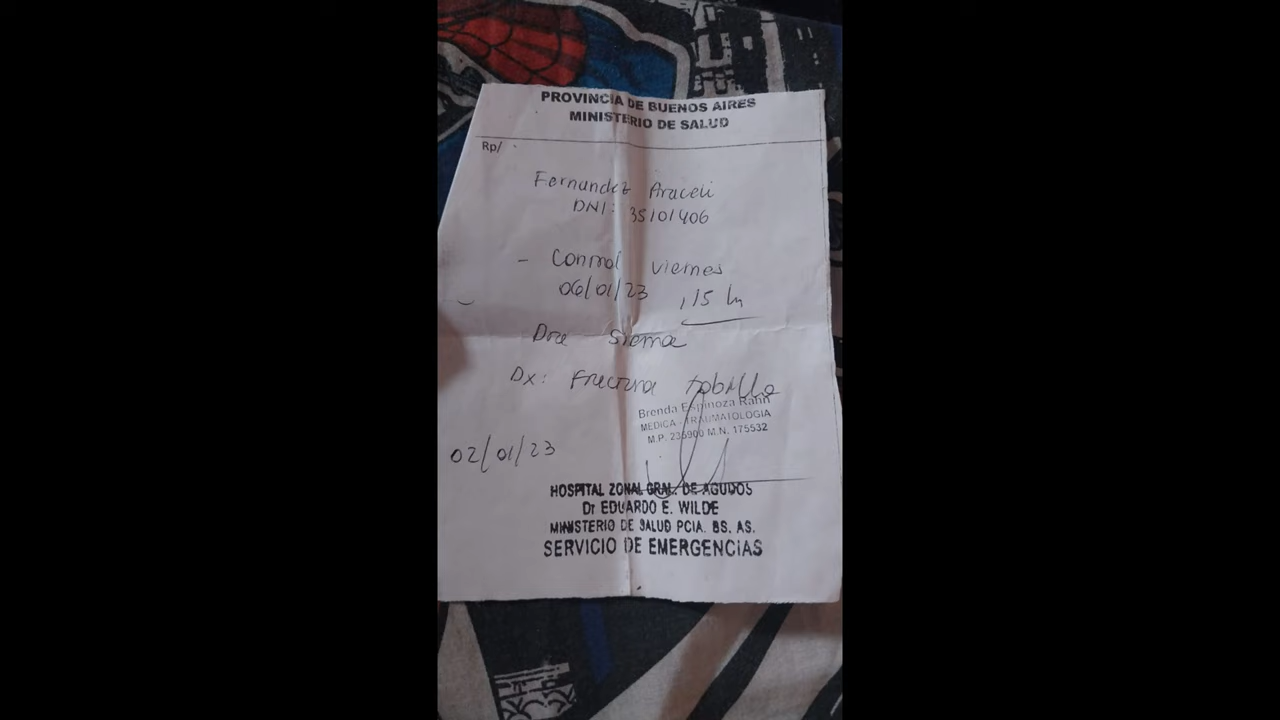 PROVINCIA DE BUENOS AIRES
MINISTERIO DE SALUD
Rp/
Fernandez Araceli
DNI: 35101406
- Control viernes
06/01/23 15 h
Dra Sierra
Dx: Fractura tobillo
Brenda Espinoza Rahn
MEDICA - TRAUMATOLOGIA
M.P. 235900 M.N. 175532
02/01/23
HOSPITAL ZONAL GRAL. DE AGUDOS
Dr EDUARDO E. WILDE
MINISTERIO DE SALUD PCIA. BS. AS.
SERVICIO DE EMERGENCIAS